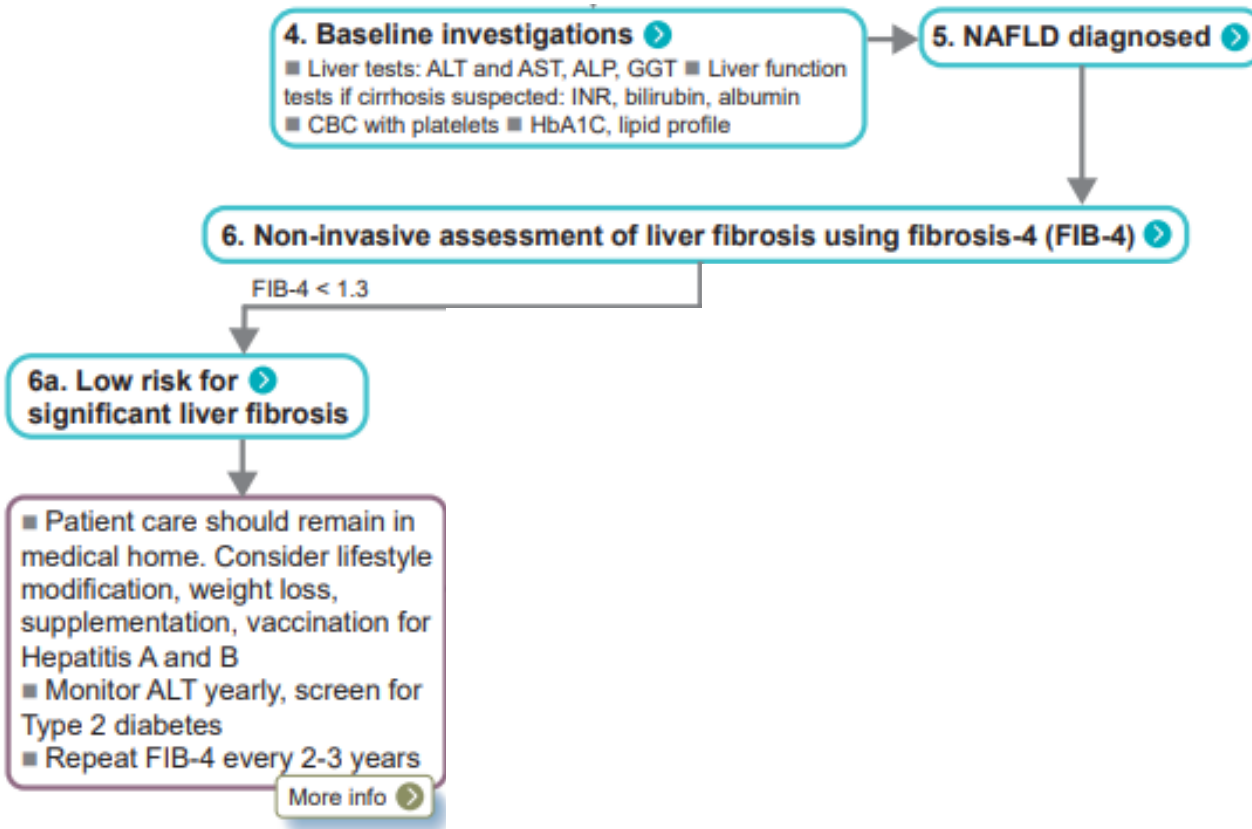 4. Baseline investigations
■ Liver tests: ALT and AST, ALP, GGT ■ Liver function
tests if cirrhosis suspected: INR, bilirubin, albumin
■ CBC with platelets ■ HbA1C, lipid profile
5. NAFLD diagnosed
6. Non-invasive assessment of liver fibrosis using fibrosis-4 (FIB-4)
FIB-4 < 1.3
6a. Low risk for
significant liver fibrosis
■ Patient care should remain in
medical home. Consider lifestyle
modification, weight loss,
supplementation, vaccination for
Hepatitis A and B
■ Monitor ALT yearly, screen for
Type 2 diabetes
■ Repeat FIB-4 every 2-3 years
More info